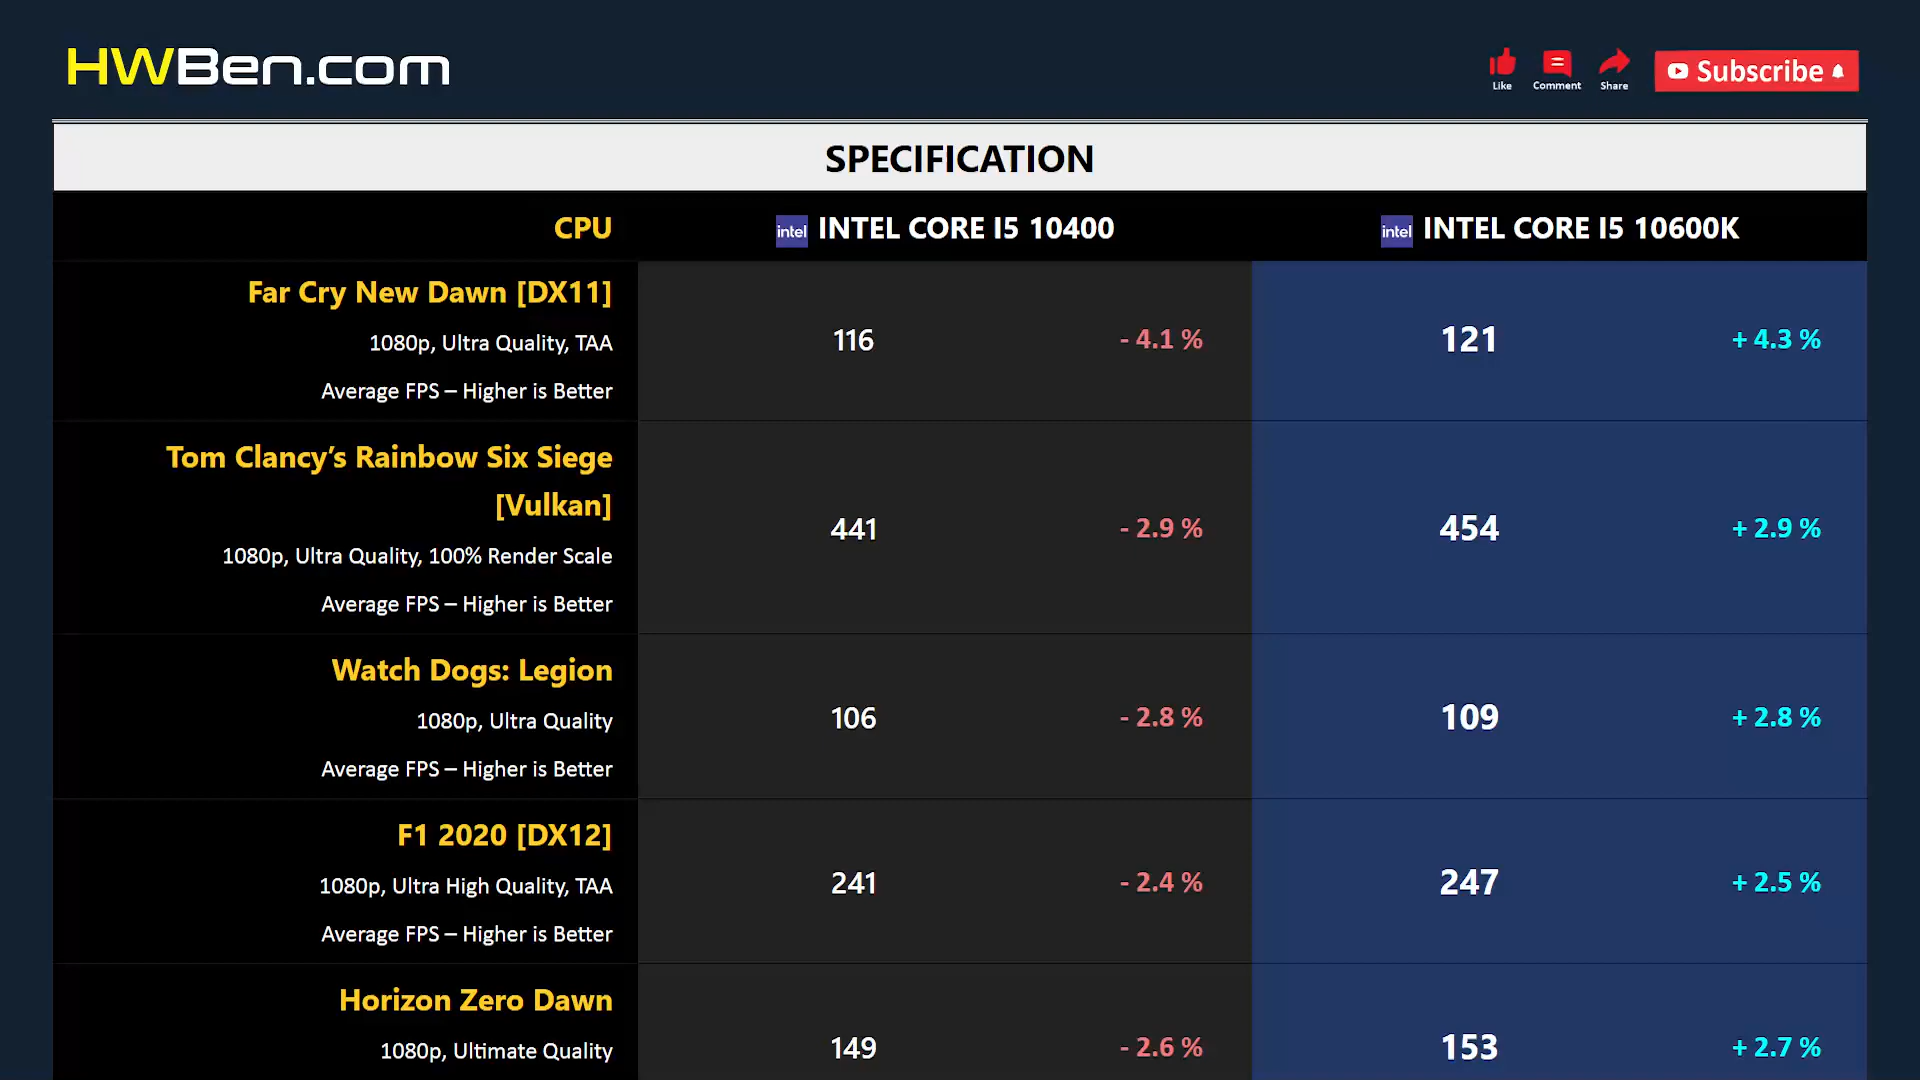 HWBen.com
Like Comment Share Subscribe
SPECIFICATION
CPU intel INTEL CORE I5 10400 intel INTEL CORE I5 10600K
Far Cry New Dawn [DX11]
1080p, Ultra Quality, TAA
Average FPS – Higher is Better
116 - 4.1 % 121 + 4.3 %
Tom Clancy’s Rainbow Six Siege
[Vulkan]
1080p, Ultra Quality, 100% Render Scale
Average FPS – Higher is Better
441 - 2.9 % 454 + 2.9 %
Watch Dogs: Legion
1080p, Ultra Quality
Average FPS – Higher is Better
106 - 2.8 % 109 + 2.8 %
F1 2020 [DX12]
1080p, Ultra High Quality, TAA
Average FPS – Higher is Better
241 - 2.4 % 247 + 2.5 %
Horizon Zero Dawn
1080p, Ultimate Quality
149 - 2.6 % 153 + 2.7 %